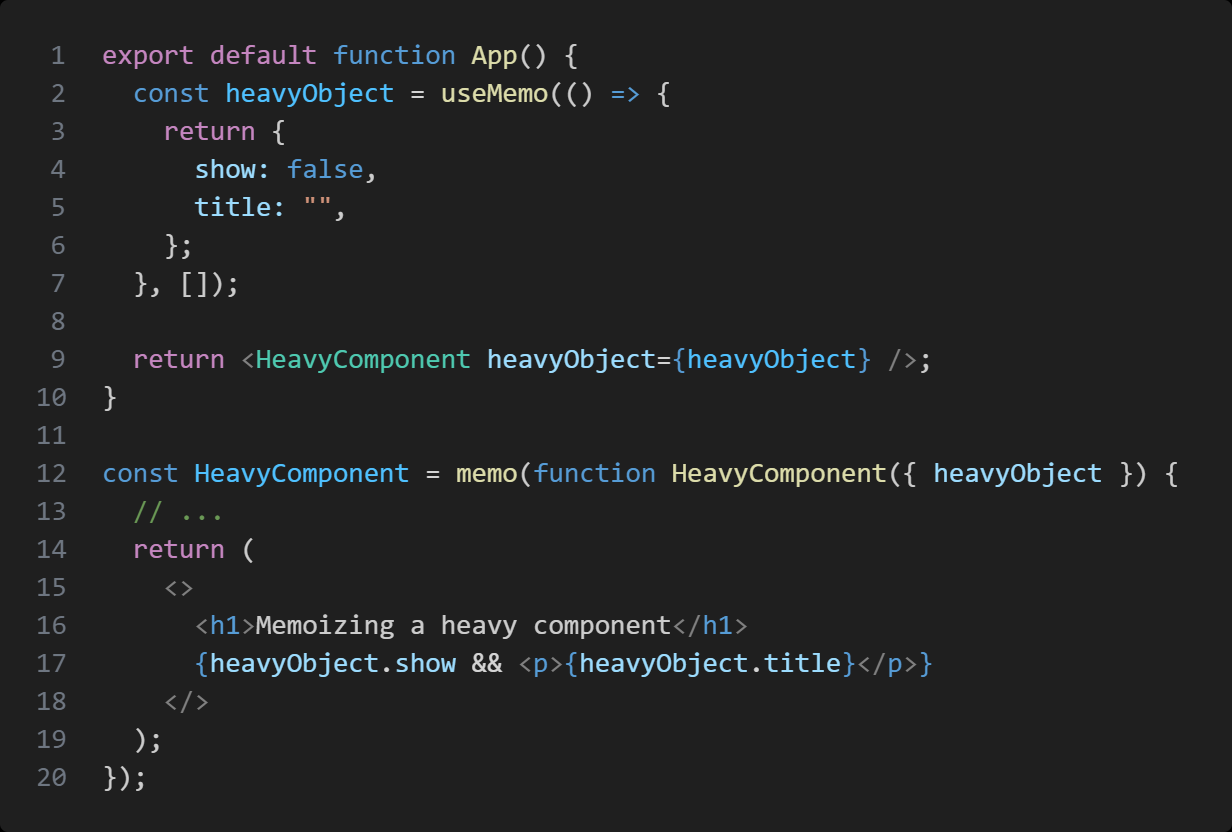 1 export default function App() {
2   const heavyObject = useMemo(() => {
3     return {
4       show: false,
5       title: "",
6     };
7   }, []);
8
9   return <HeavyComponent heavyObject={heavyObject} />;
10 }
11
12 const HeavyComponent = memo(function HeavyComponent({ heavyObject }) {
13   // ...
14   return (
15     <>
16       <h1>Memoizing a heavy component</h1>
17       {heavyObject.show && <p>{heavyObject.title}</p>}
18     </>
19   );
20 });